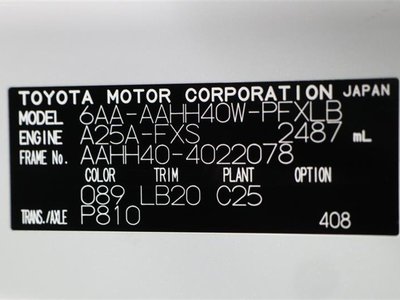 TOYOTA MOTOR CORPORATION JAPAN
MODEL 6AA-AAHH40W-PFXLB
ENGINE A25A-FXS 2487 mL
FRAME No. AAHH40-4022078
COLOR TRIM PLANT OPTION
089 LB20 C25
TRANS./AXLE P810 408